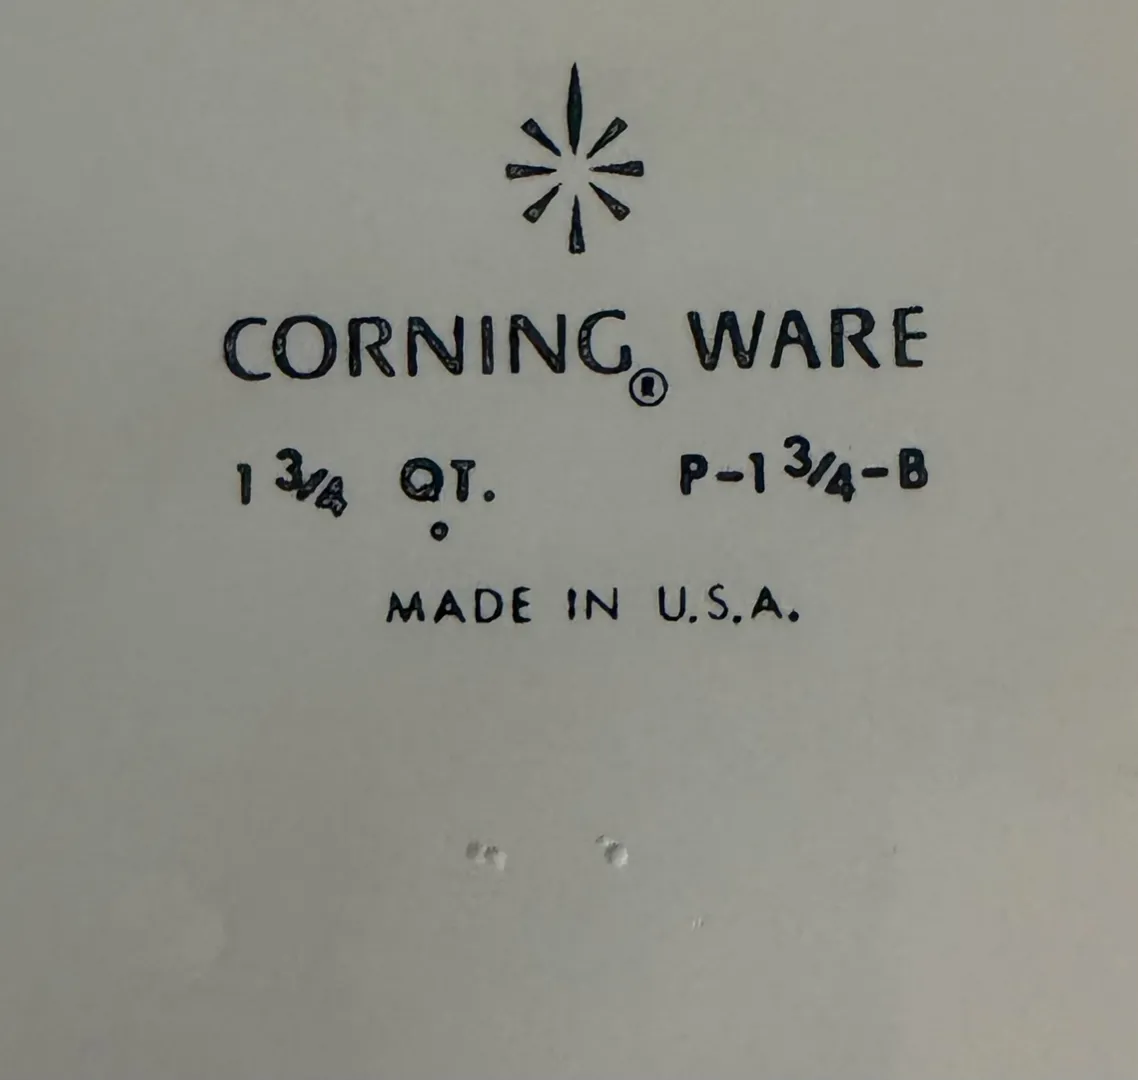 CORNING® WARE
1 3/4 QT. P-1 3/4-B
MADE IN U.S.A.